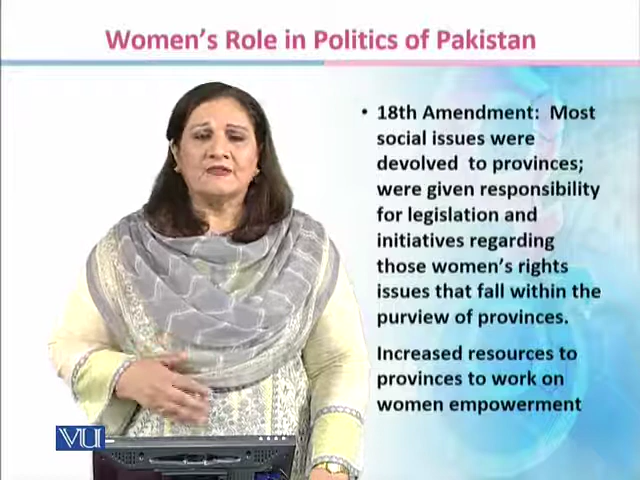 Women's Role in Politics of Pakistan
• 18th Amendment:  Most
social issues were
devolved  to provinces;
were given responsibility
for legislation and
initiatives regarding
those women's rights
issues that fall within the
purview of provinces.
Increased resources to
provinces to work on
women empowerment
VU